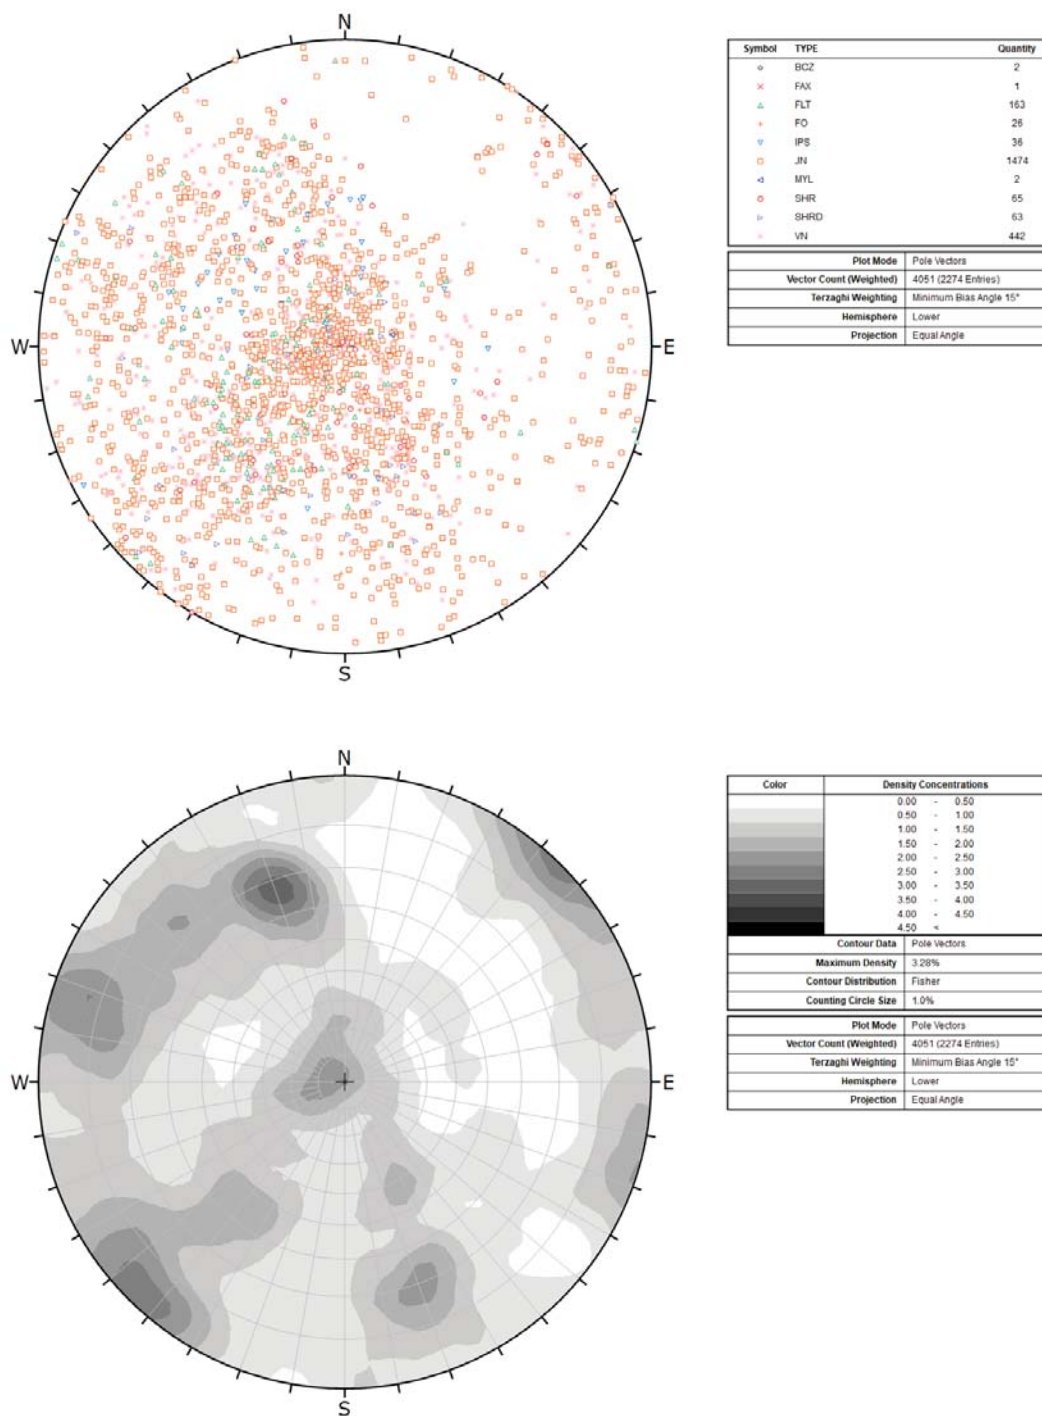 N
W
E
S
Symbol TYPE Quantity
BCZ 2
FAX 1
FLT 163
FO 26
IPS 36
JN 1474
MYL 2
SHR 65
SHRD 63
VN 442
Plot Mode Pole Vectors
Vector Count (Weighted) 4051 (2274 Entries)
Terzaghi Weighting Minimum Bias Angle 15°
Hemisphere Lower
Projection Equal Angle
N
W
E
S
Color Density Concentrations
0.00 - 0.50
0.50 - 1.00
1.00 - 1.50
1.50 - 2.00
2.00 - 2.50
2.50 - 3.00
3.00 - 3.50
3.50 - 4.00
4.00 - 4.50
4.50 <
Contour Data Pole Vectors
Maximum Density 3.28%
Contour Distribution Fisher
Counting Circle Size 1.0%
Plot Mode Pole Vectors
Vector Count (Weighted) 4051 (2274 Entries)
Terzaghi Weighting Minimum Bias Angle 15°
Hemisphere Lower
Projection Equal Angle